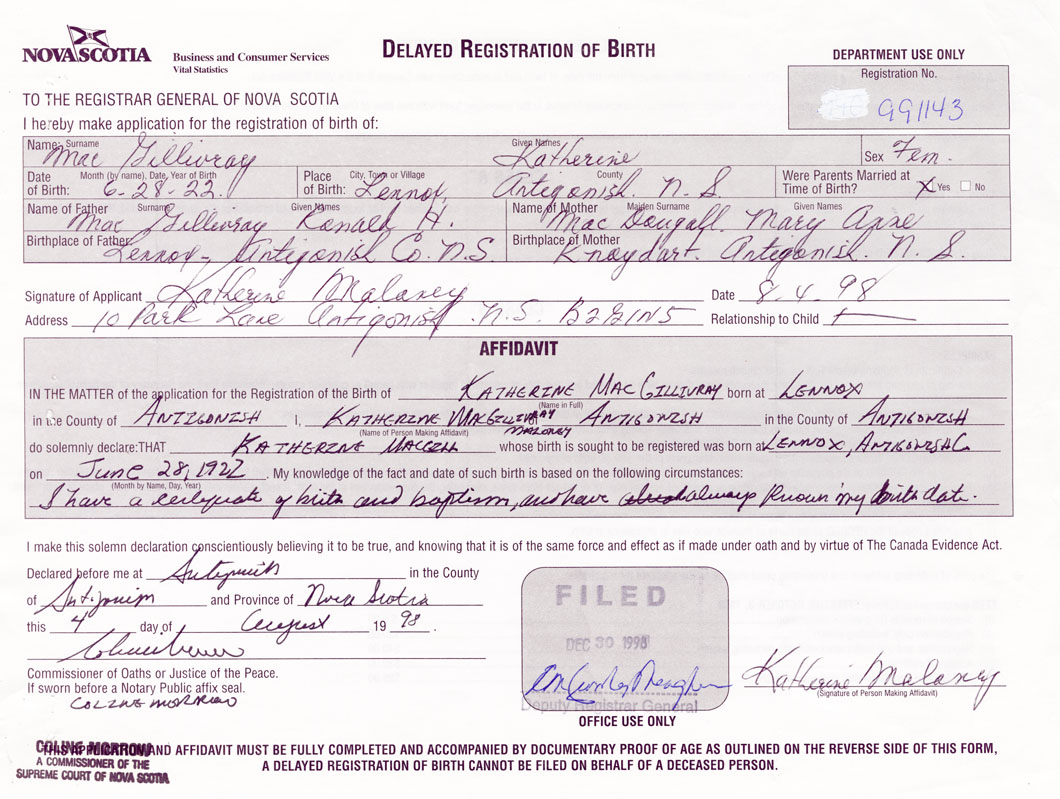 NOVA SCOTIA
Business and Consumer Services
Vital Statistics
DELAYED REGISTRATION OF BIRTH
DEPARTMENT USE ONLY
Registration No.
991143
TO THE REGISTRAR GENERAL OF NOVA SCOTIA
I hereby make application for the registration of birth of:
Name: Surname Given Names
Mac Gillivray Katherine Sex Fem.
Date of Birth: Month (by name), Date, Year of Birth 6-28-22.
Place of Birth: City, Town or Village County Lennox, Antigonish. N. S.
Were Parents Married at Time of Birth? X Yes No
Name of Father Surname Given Names Mac Gillivray Ronald H.
Name of Mother Maiden Surname Given Names Mac Dougall. Mary Anne
Birthplace of Father Lennox- Antigonish Co. N.S.
Birthplace of Mother Knoydart. Antigonish. N. S.
Signature of Applicant Katherine Maloney Date 8-4-98
Address 10 Park Lane Antigonish N.S. B2G1N5 Relationship to Child
AFFIDAVIT
IN THE MATTER of the application for the Registration of the Birth of KATHERINE MACGILLIVRAY born at LENNOX
(Name in Full)
in the County of ANTIGONISH I, KATHERINE MACGILLIVRAY MALONEY of ANTIGONISH in the County of ANTIGONISH
(Name of Person Making Affidavit)
do solemnly declare:THAT KATHERINE MACGILL whose birth is sought to be registered was born at LENNOX, ANTIGONISH C
on June 28, 1922. My knowledge of the fact and date of such birth is based on the following circumstances:
(Month by Name, Day, Year)
I have a certificate of birth and baptism, and have always known my birth date.
I make this solemn declaration conscientiously believing it to be true, and knowing that it is of the same force and effect as if made under oath and by virtue of The Canada Evidence Act.
Declared before me at Antigonish in the County
of Antigonish and Province of Nova Scotia
this 4 day of August 19 98.
Commissioner of Oaths or Justice of the Peace.
If sworn before a Notary Public affix seal.
COLINE MORROW
FILED
DEC 30 1998
Deputy Registrar General
OFFICE USE ONLY
Katherine Maloney
(Signature of Person Making Affidavit)
THIS APPLICATION AND AFFIDAVIT MUST BE FULLY COMPLETED AND ACCOMPANIED BY DOCUMENTARY PROOF OF AGE AS OUTLINED ON THE REVERSE SIDE OF THIS FORM,
A DELAYED REGISTRATION OF BIRTH CANNOT BE FILED ON BEHALF OF A DECEASED PERSON.
COLINE MORROW
A COMMISSIONER OF THE
SUPREME COURT OF NOVA SCOTIA